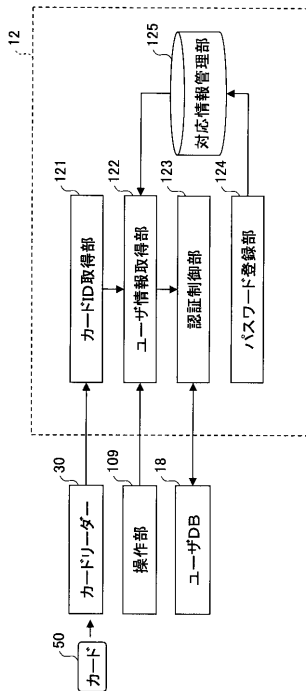 12
50
カード
30
カードリーダー
109
操作部
18
ユーザDB
121
カードID取得部
122
ユーザ情報取得部
123
認証制御部
124
パスワード登録部
125
対応情報管理部